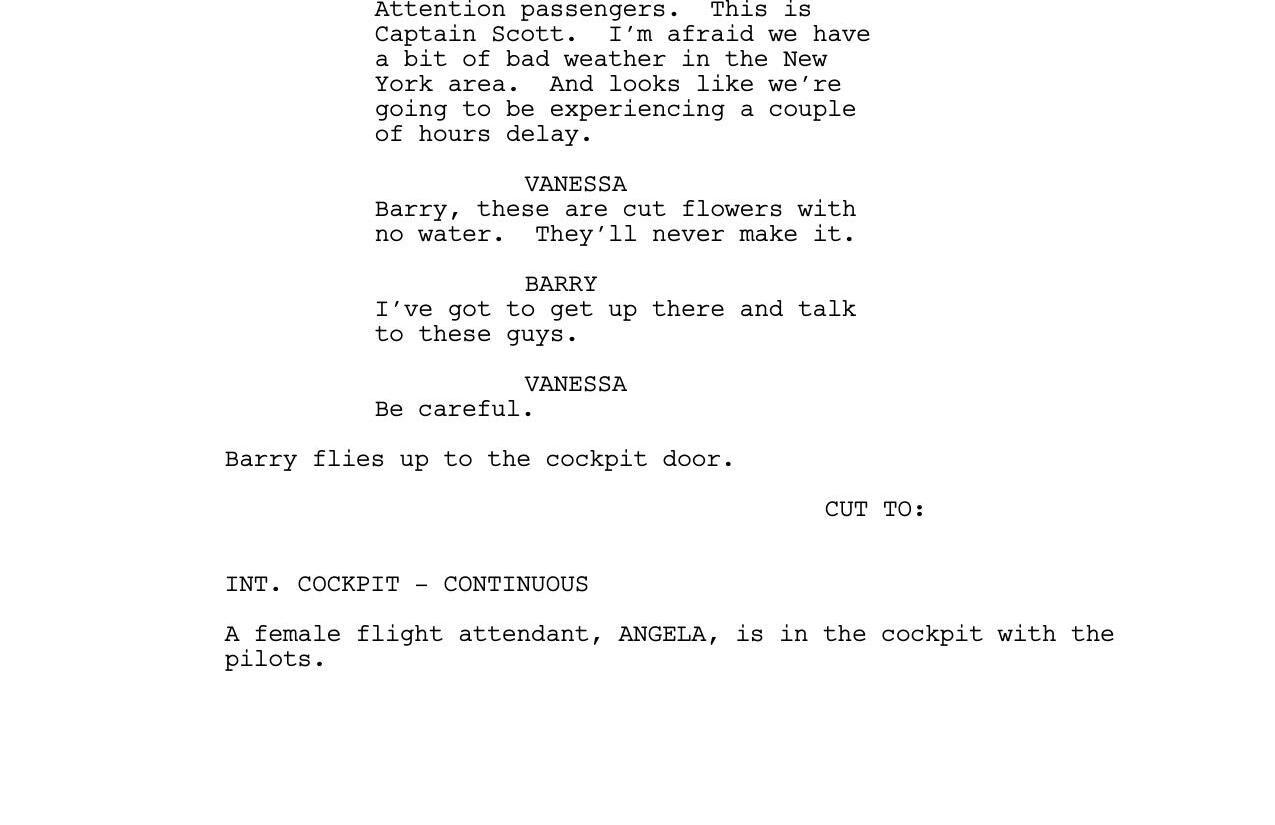 Attention passengers.  This is
Captain Scott.  I’m afraid we have
a bit of bad weather in the New
York area.  And looks like we’re
going to be experiencing a couple
of hours delay.
VANESSA
Barry, these are cut flowers with
no water.  They’ll never make it.
BARRY
I’ve got to get up there and talk
to these guys.
VANESSA
Be careful.
Barry flies up to the cockpit door.
CUT TO:
INT. COCKPIT – CONTINUOUS
A female flight attendant, ANGELA, is in the cockpit with the
pilots.